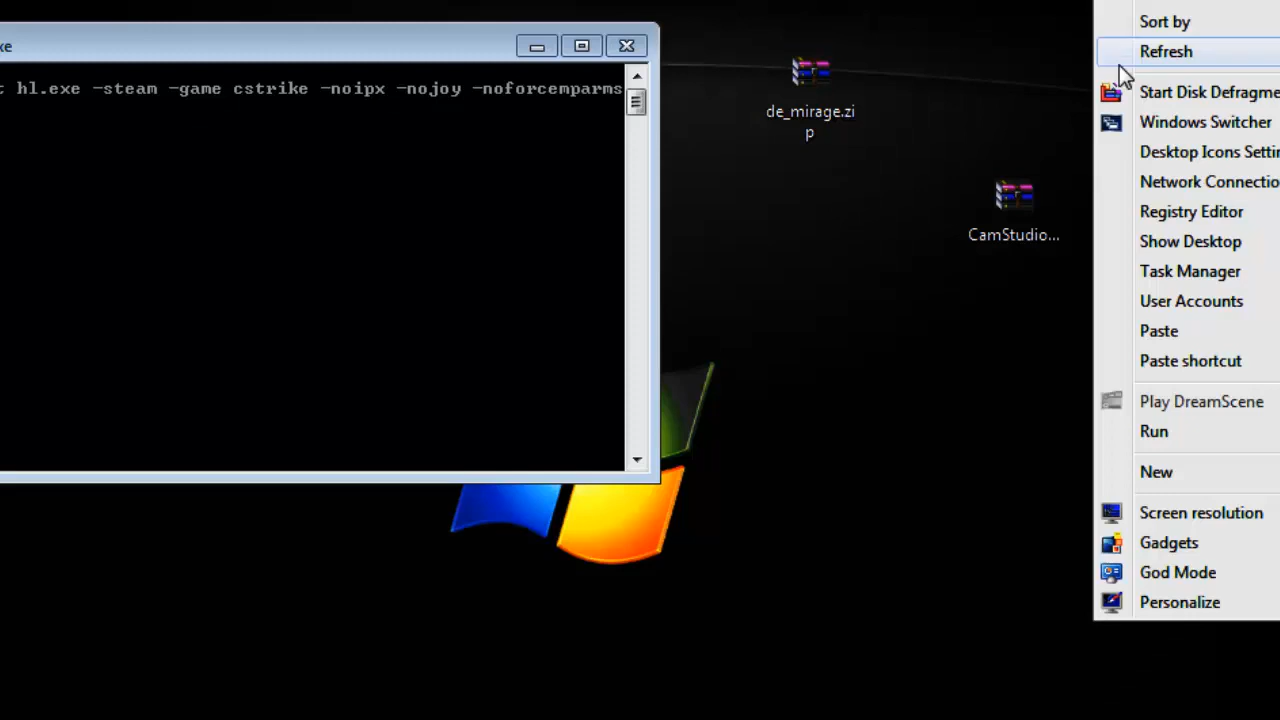 ke
t hl.exe -steam -game cstrike -noipx -nojoy -noforcemparms
de_mirage.zi
p
CamStudio...
Sort by
Refresh
Start Disk Defragme
Windows Switcher
Desktop Icons Setti
Network Connectio
Registry Editor
Show Desktop
Task Manager
User Accounts
Paste
Paste shortcut
Play DreamScene
Run
New
Screen resolution
Gadgets
God Mode
Personalize